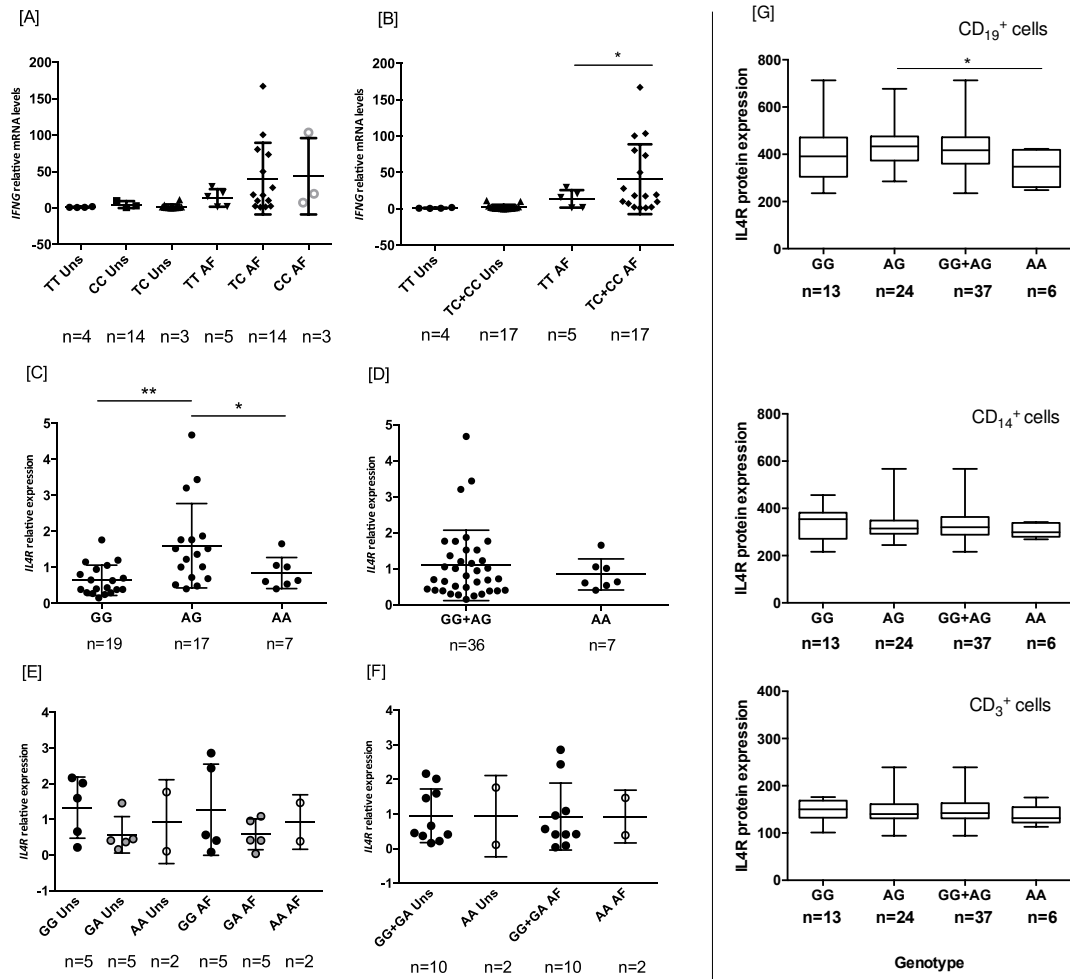 [A]
IFNG relative mRNA levels
200
150
100
50
0
-50
TT Uns
CC Uns
TC Uns
TT AF
TC AF
CC AF
n=4 n=14 n=3 n=5 n=14 n=3
[B]
*
IFNG relative mRNA levels
200
150
100
50
0
-50
TT Uns
TC+CC Uns
TT AF
TC+CC AF
n=4 n=17 n=5 n=17
[C]
** *
IL4R relative expression
5
4
3
2
1
0
GG AG AA
n=19 n=17 n=7
[D]
IL4R relative expression
5
4
3
2
1
0
GG+AG AA
n=36 n=7
[E]
IL4R relative expression
4
3
2
1
0
-1
GG Uns
GA Uns
AA Uns
GG AF
GA AF
AA AF
n=5 n=5 n=2 n=5 n=5 n=2
[F]
IL4R relative expression
4
3
2
1
0
-1
GG+GA Uns
AA Uns
GG+GA AF
AA AF
n=10 n=2 n=10 n=2
[G]
CD19+ cells
*
IL4R protein expression
800
600
400
200
0
GG AG GG+AG AA
n=13 n=24 n=37 n=6
CD14+ cells
IL4R protein expression
800
600
400
200
0
GG AG GG+AG AA
n=13 n=24 n=37 n=6
CD3+ cells
IL4R protein expression
400
300
200
100
0
GG AG GG+AG AA
n=13 n=24 n=37 n=6
Genotype